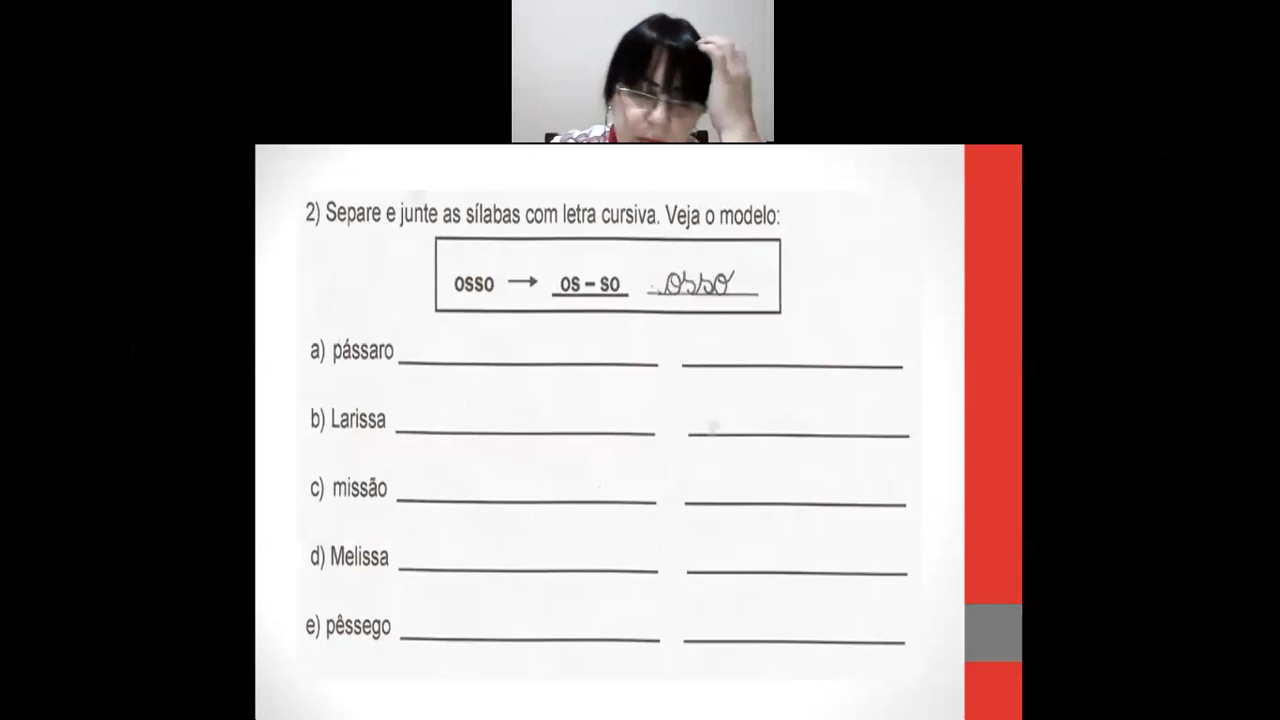 2) Separe e junte as sílabas com letra cursiva. Veja o modelo:
osso → os – so osso
a) pássaro
b) Larissa
c) missão
d) Melissa
e) pêssego